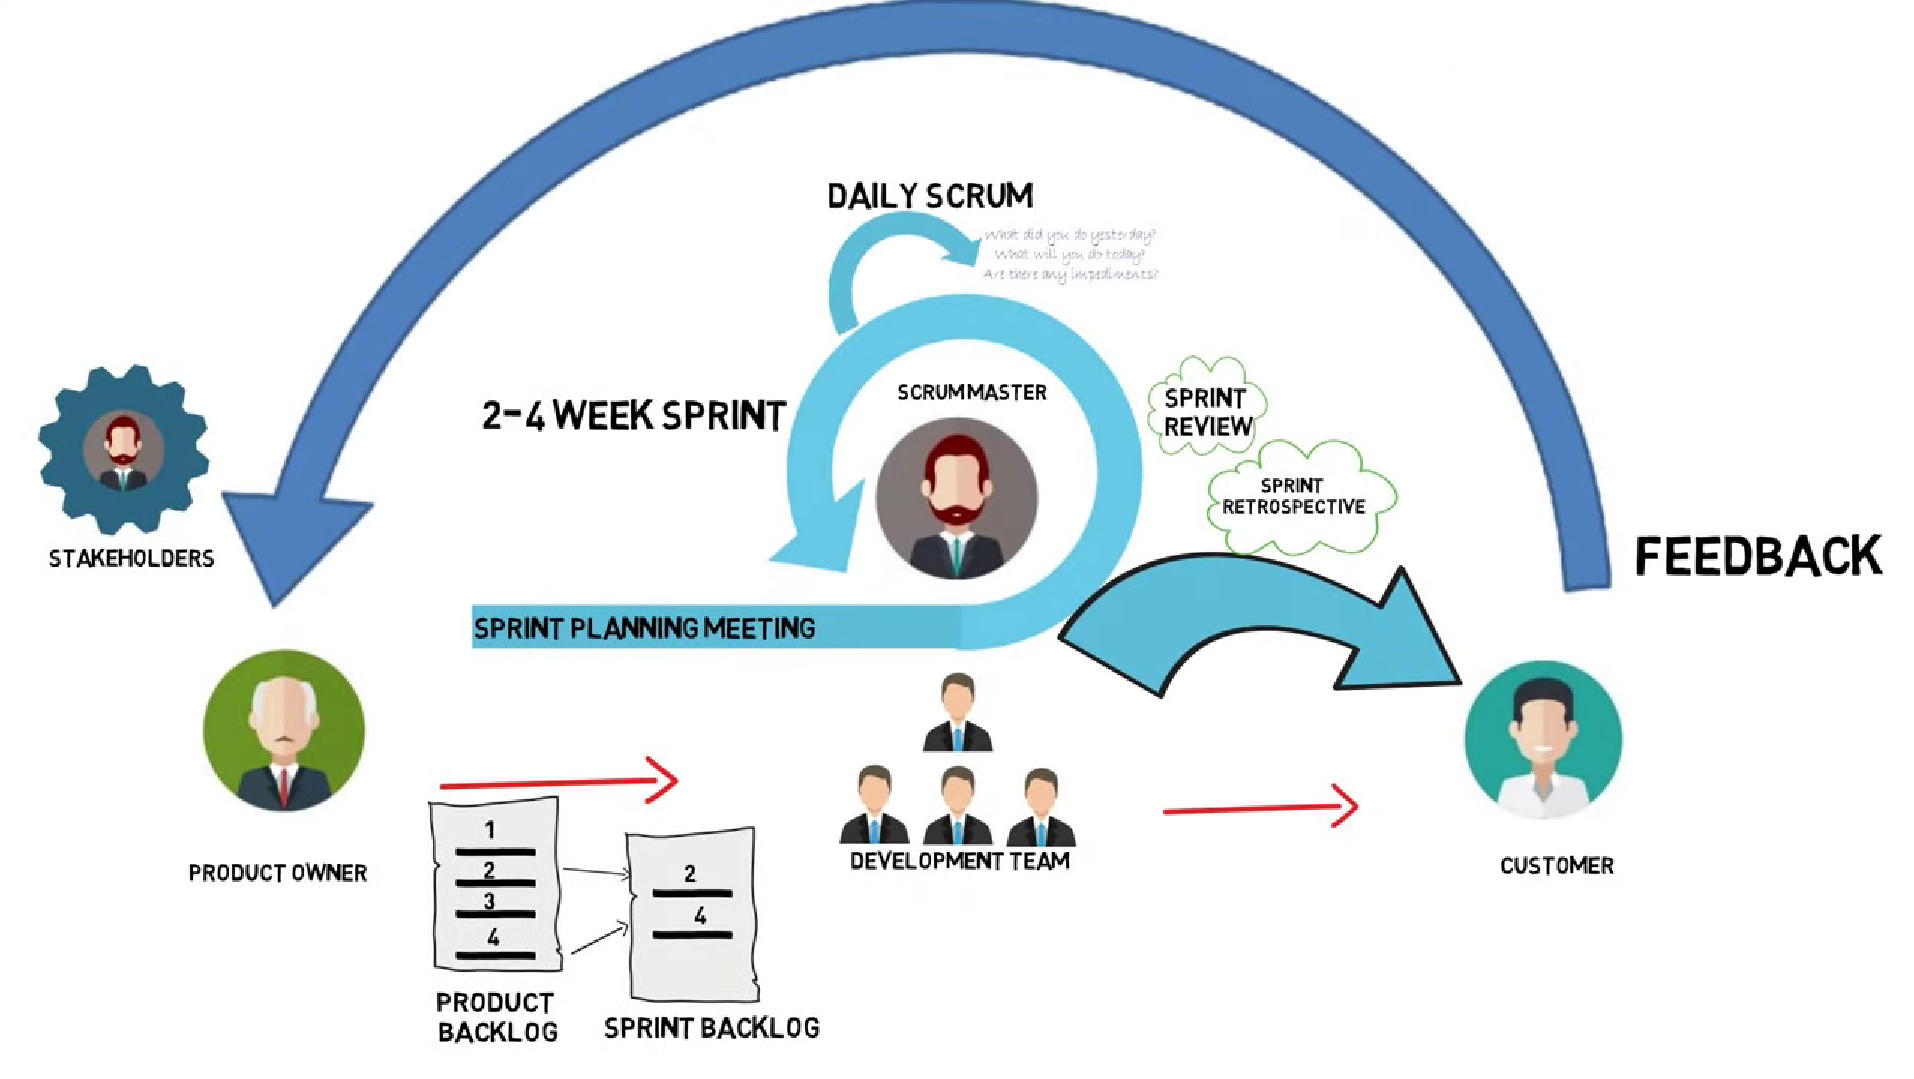 DAILY SCRUM
What did you do yesterday?
What will you do today?
Are there any impediments?
SCRUM MASTER
2-4 WEEK SPRINT
SPRINT
REVIEW
SPRINT
RETROSPECTIVE
STAKEHOLDERS
FEEDBACK
SPRINT PLANNING MEETING
PRODUCT OWNER
1
2
3
4
2
4
DEVELOPMENT TEAM
CUSTOMER
PRODUCT
BACKLOG
SPRINT BACKLOG